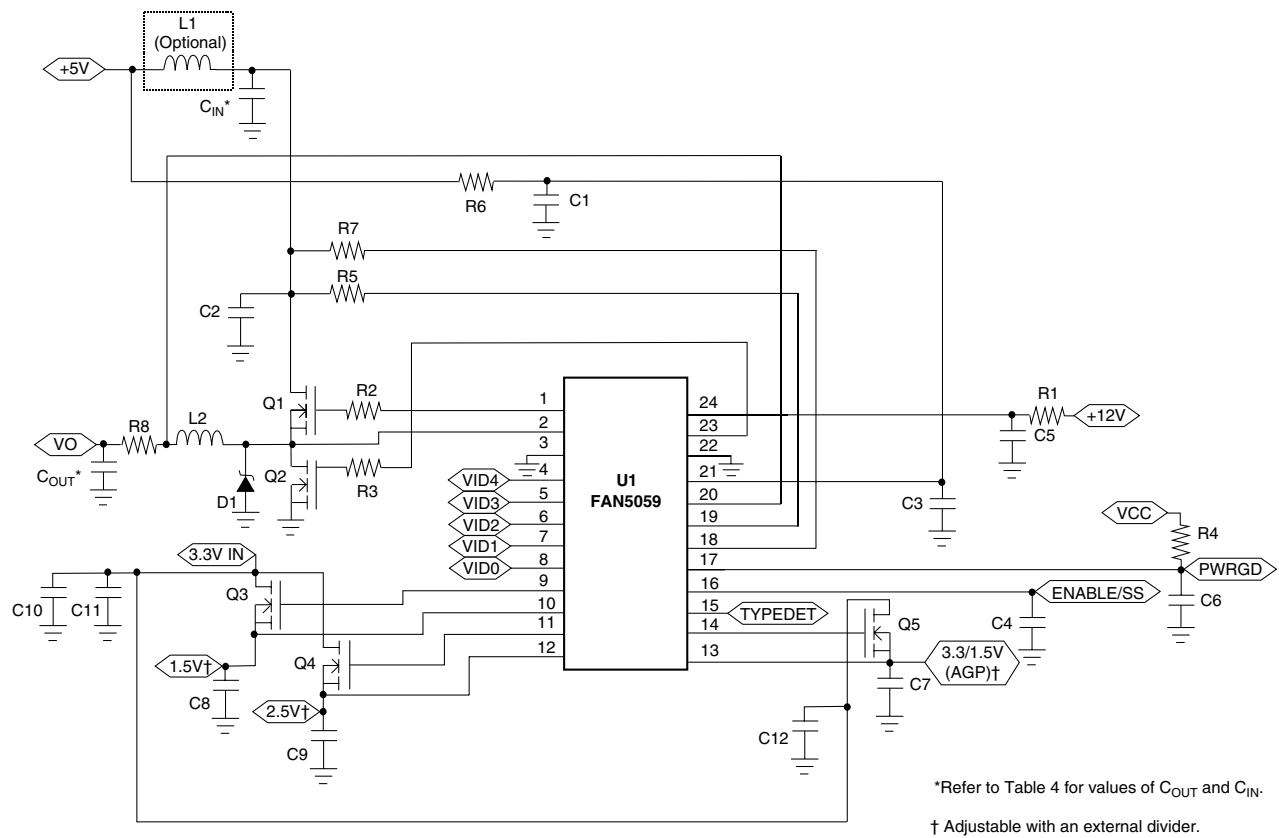 L1
(Optional)
+5V
CIN*
R6
C1
R7
R5
C2
Q1
R2
1
24
R1
+12V
2
23
C5
R8
L2
VO
3
22
COUT*
Q2
R3
D1
VID4
4
U1
FAN5059
21
VID3
5
20
C3
VID2
6
19
VCC
VID1
7
18
R4
VID0
8
17
PWRGD
3.3V IN
9
16
ENABLE/SS
C10
C11
Q3
10
15
TYPEDET
Q5
C4
C6
11
14
1.5V†
Q4
12
13
3.3/1.5V
(AGP)†
C8
C7
2.5V†
C12
C9
*Refer to Table 4 for values of COUT and CIN.
† Adjustable with an external divider.